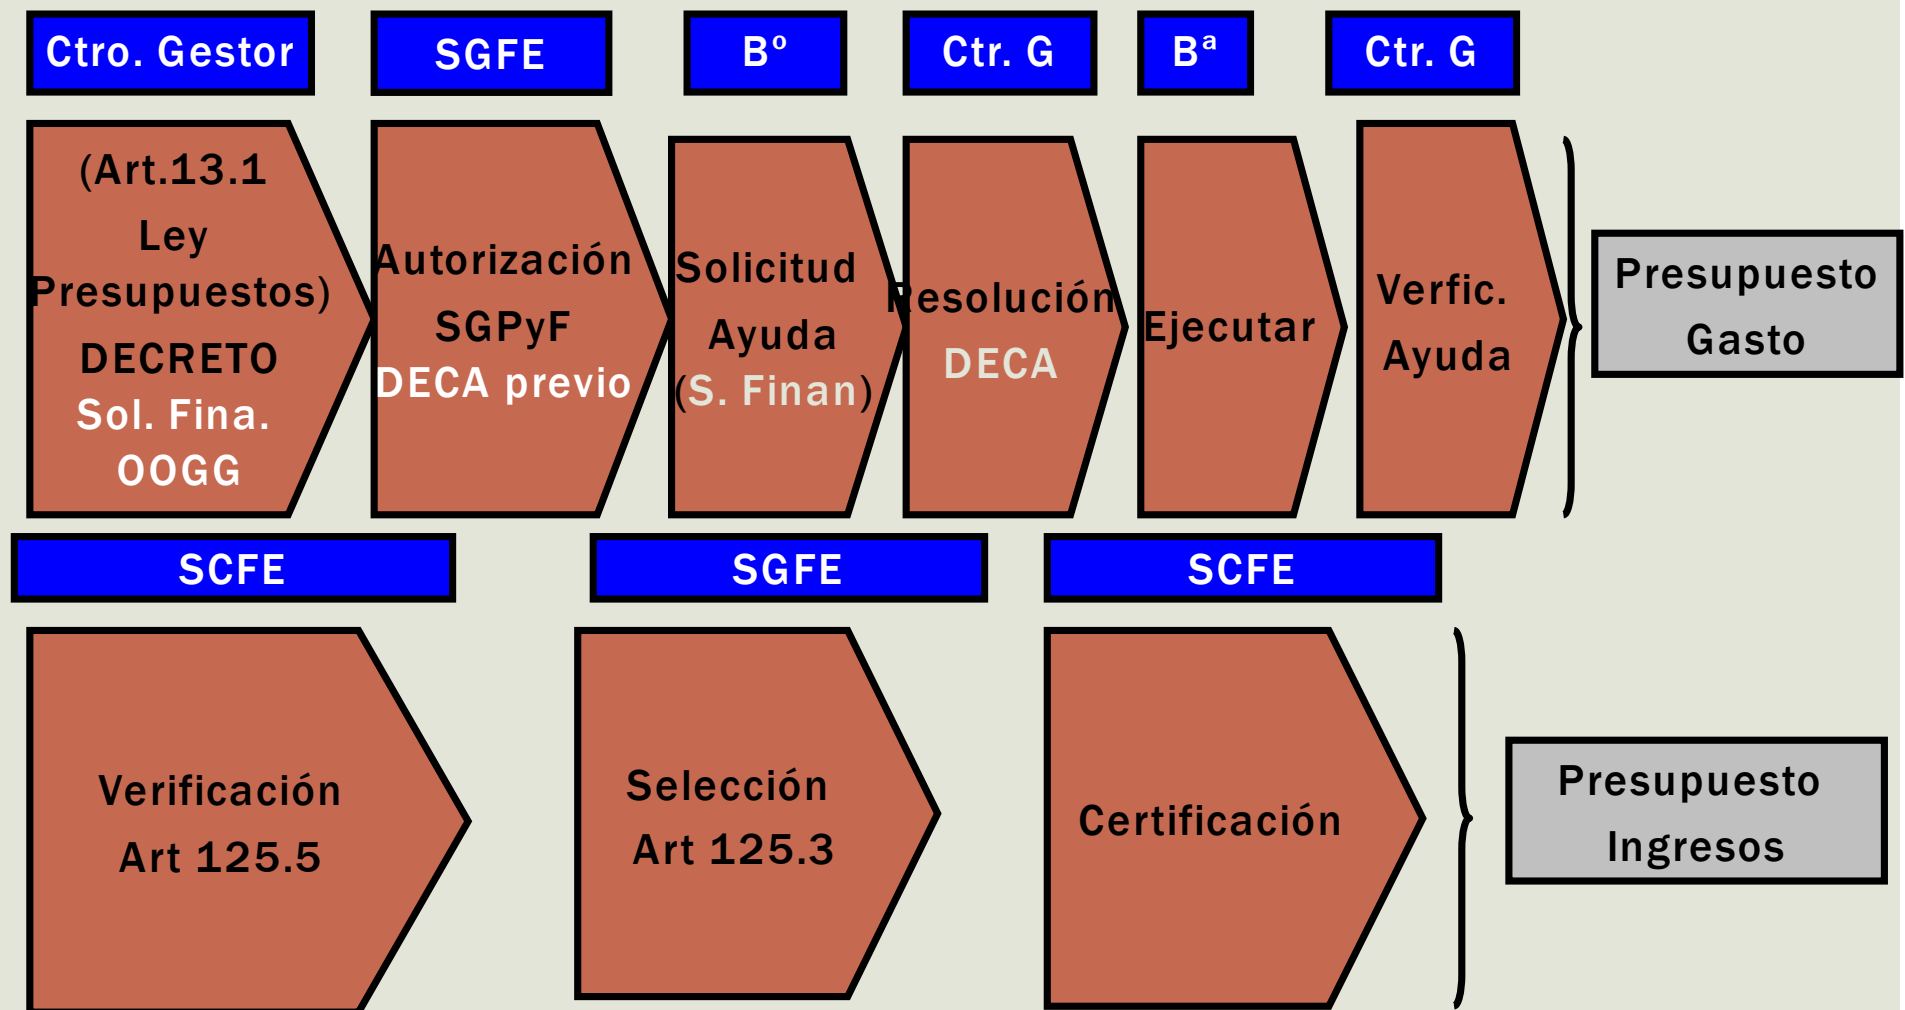 Ctro. Gestor
SGFE
Bº
Ctr. G
Bª
Ctr. G
(Art.13.1
Ley
Presupuestos)
DECRETO
Sol. Fina.
OOGG
Autorización
SGPyF
DECA previo
Solicitud
Ayuda
(S. Finan)
Resolución
DECA
Ejecutar
Verfic.
Ayuda
Presupuesto
Gasto
SCFE
SGFE
SCFE
Verificación
Art 125.5
Selección
Art 125.3
Certificación
Presupuesto
Ingresos